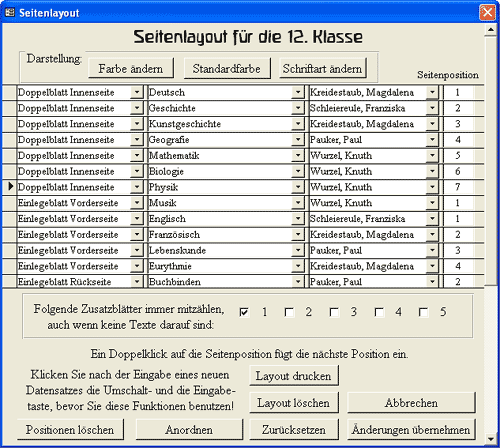 Seitenlayout
Seitenlayout für die 12. Klasse
Darstellung:
Farbe ändern Standardfarbe Schriftart ändern
Seitenposition
Doppelblatt Innenseite Deutsch Kreidestaub, Magdalena 1
Doppelblatt Innenseite Geschichte Schleiereule, Franziska 2
Doppelblatt Innenseite Kunstgeschichte Kreidestaub, Magdalena 3
Doppelblatt Innenseite Geografie Pauker, Paul 4
Doppelblatt Innenseite Mathematik Wurzel, Knuth 5
Doppelblatt Innenseite Biologie Wurzel, Knuth 6
Doppelblatt Innenseite Physik Wurzel, Knuth 7
Einlegeblatt Vorderseite Musik Wurzel, Knuth 1
Einlegeblatt Vorderseite Englisch Schleiereule, Franziska 1
Einlegeblatt Vorderseite Französisch Kreidestaub, Magdalena 2
Einlegeblatt Vorderseite Lebenskunde Pauker, Paul 3
Einlegeblatt Vorderseite Eurythmie Kreidestaub, Magdalena 4
Einlegeblatt Rückseite Buchbinden Pauker, Paul 2
Folgende Zusatzblätter immer mitzählen,
auch wenn keine Texte darauf sind:
1 2 3 4 5
Ein Doppelklick auf die Seitenposition fügt die nächste Position ein.
Klicken Sie nach der Eingabe eines neuen
Datensatzes die Umschalt- und die Eingabe-
taste, bevor Sie diese Funktionen benutzen!
Layout drucken
Layout löschen Abbrechen
Positionen löschen Anordnen Zurücksetzen Änderungen übernehmen